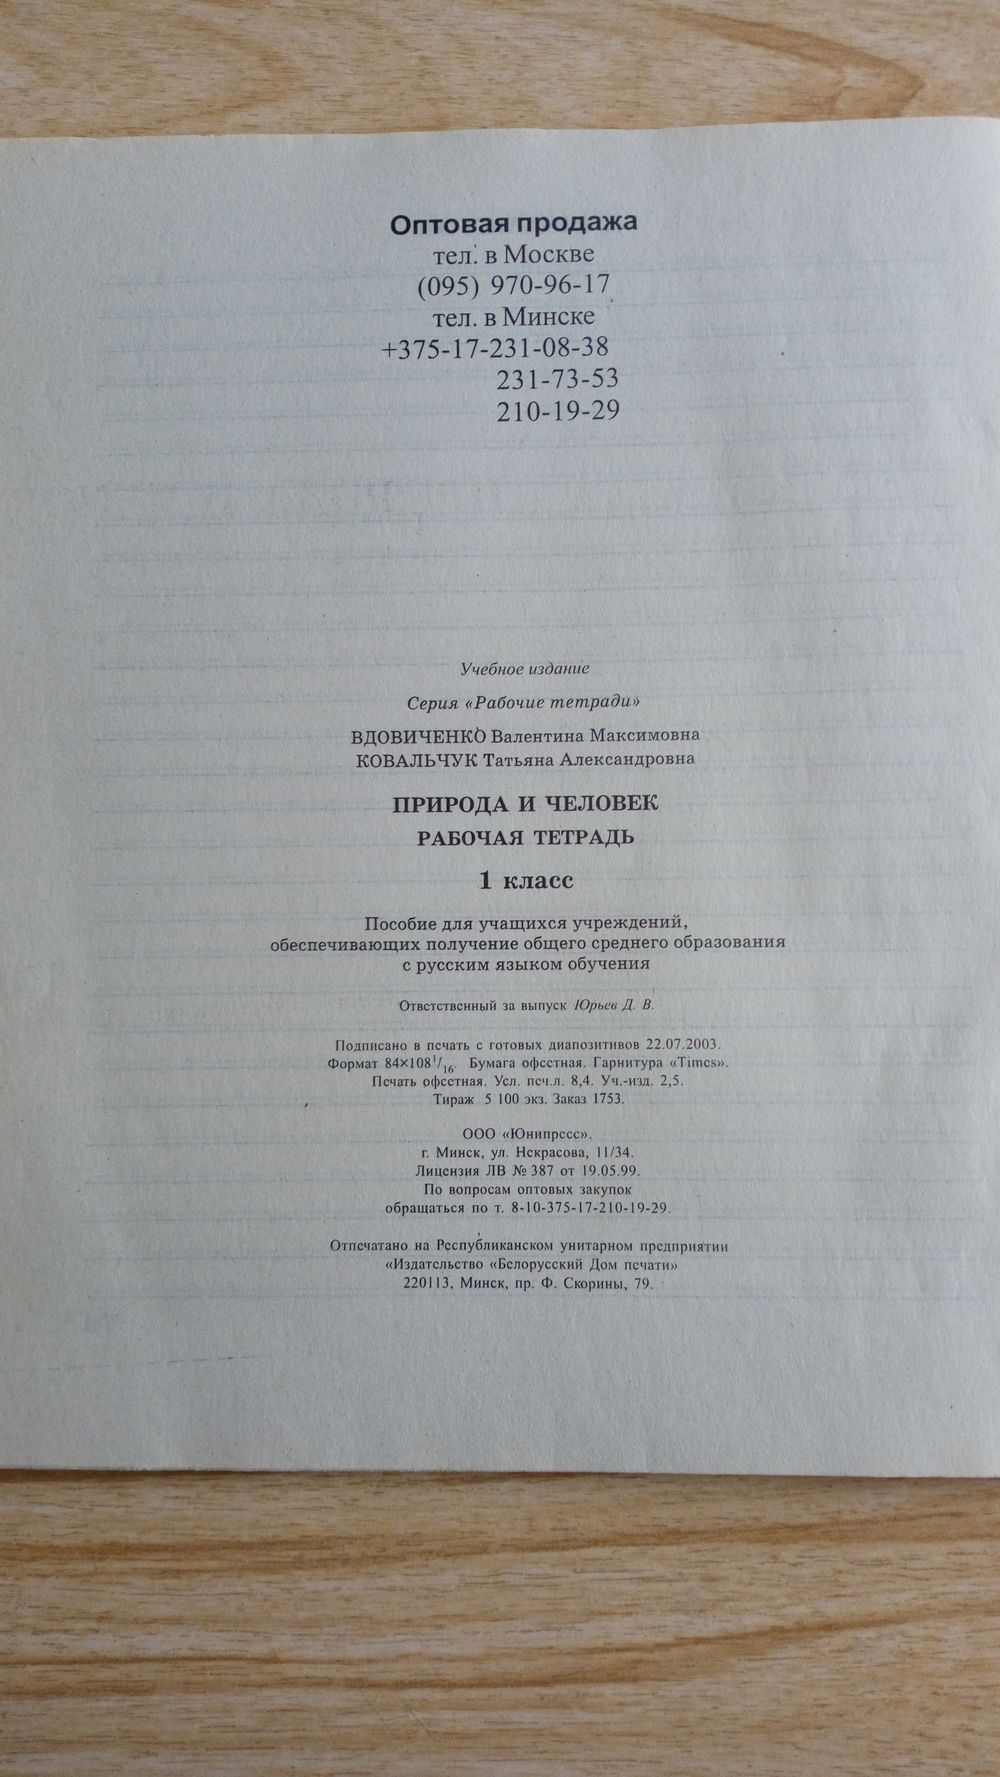 Оптовая продажа
тел. в Москве
(095) 970-96-17
тел. в Минске
+375-17-231-08-38
231-73-53
210-19-29
Учебное издание
Серия «Рабочие тетради»
ВДОВИЧЕНКО Валентина Максимовна
КОВАЛЬЧУК Татьяна Александровна
ПРИРОДА И ЧЕЛОВЕК
РАБОЧАЯ ТЕТРАДЬ
1 класс
Пособие для учащихся учреждений,
обеспечивающих получение общего среднего образования
с русским языком обучения
Ответственный за выпуск Юрьев Д. В.
Подписано в печать с готовых диапозитивов 22.07.2003.
Формат 84×108¹/₁₆. Бумага офсетная. Гарнитура «Times».
Печать офсетная. Усл. печ.л. 8,4. Уч.-изд. 2,5.
Тираж 5 100 экз. Заказ 1753.
ООО «Юнипресс».
г. Минск, ул. Некрасова, 11/34.
Лицензия ЛВ № 387 от 19.05.99.
По вопросам оптовых закупок
обращаться по т. 8-10-375-17-210-19-29.
Отпечатано на Республиканском унитарном предприятии
«Издательство «Белорусский Дом печати»
220113, Минск, пр. Ф. Скорины, 79.